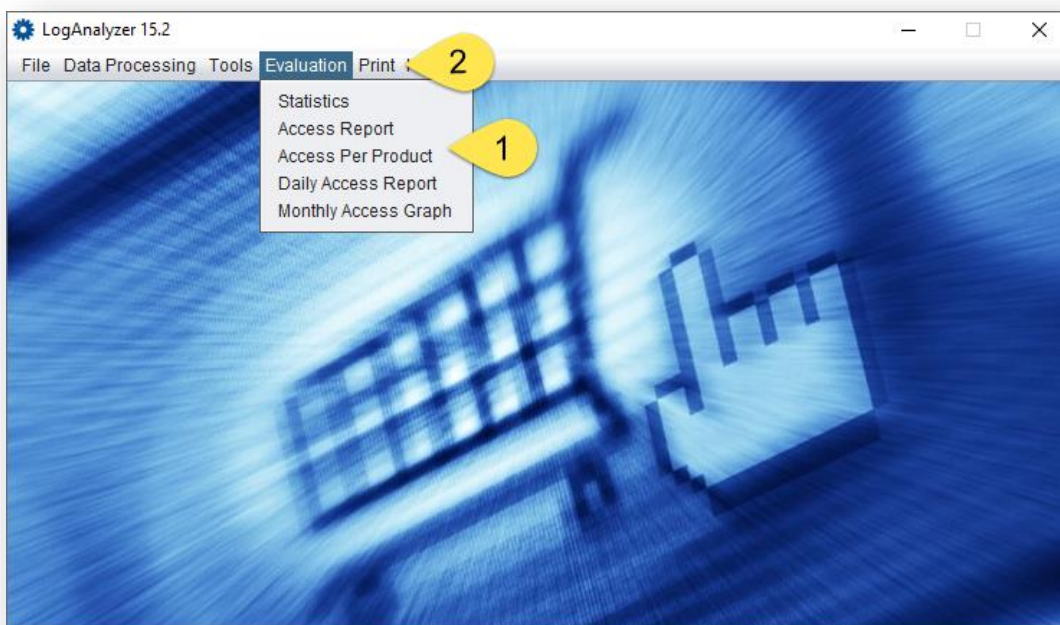 LogAnalyzer 15.2
File Data Processing Tools Evaluation Print
2
Statistics
Access Report
Access Per Product
1
Daily Access Report
Monthly Access Graph